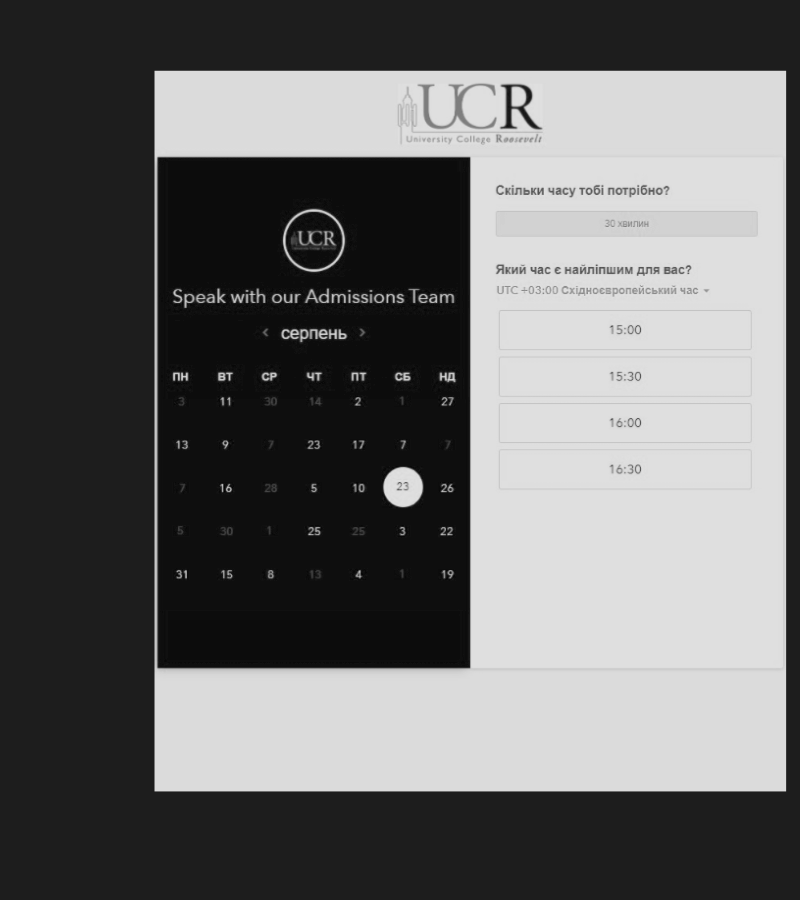 UCR
University College Roosevelt
UCR
Speak with our Admissions Team
< серпень >
ПН ВТ СР ЧТ ПТ СБ НД
3 11 30 14 2 1 27
13 9 7 23 17 7 7
7 16 28 5 10 23 26
5 30 1 25 25 3 22
31 15 8 13 4 1 19
Скільки часу тобі потрібно?
30 хвилин
Який час є найліпшим для вас?
UTC +03:00 Східноєвропейський час
15:00
15:30
16:00
16:30